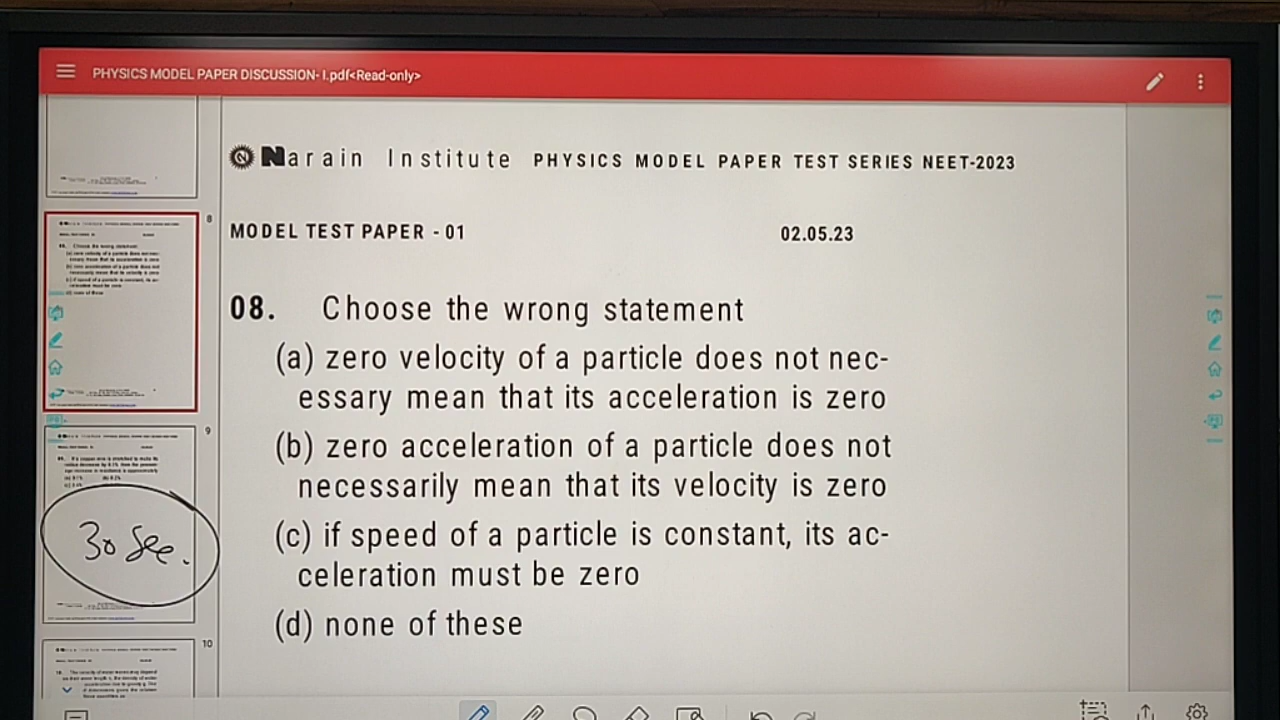 PHYSICS MODEL PAPER DISCUSSION- I.pdf<Read-only>
Narain Institute PHYSICS MODEL PAPER TEST SERIES NEET-2023
MODEL TEST PAPER - 01 02.05.23
08. Choose the wrong statement
(a) zero velocity of a particle does not nec-
essary mean that its acceleration is zero
(b) zero acceleration of a particle does not
necessarily mean that its velocity is zero
(c) if speed of a particle is constant, its ac-
celeration must be zero
(d) none of these
8
9
30 Sec.
10